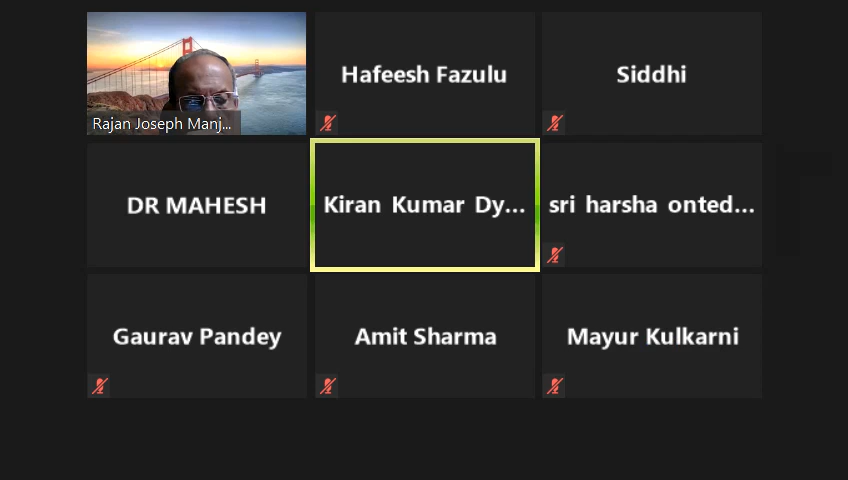 Rajan Joseph Manj...
Hafeesh Fazulu
Siddhi
DR MAHESH
Kiran Kumar Dy...
sri harsha onted...
Gaurav Pandey
Amit Sharma
Mayur Kulkarni